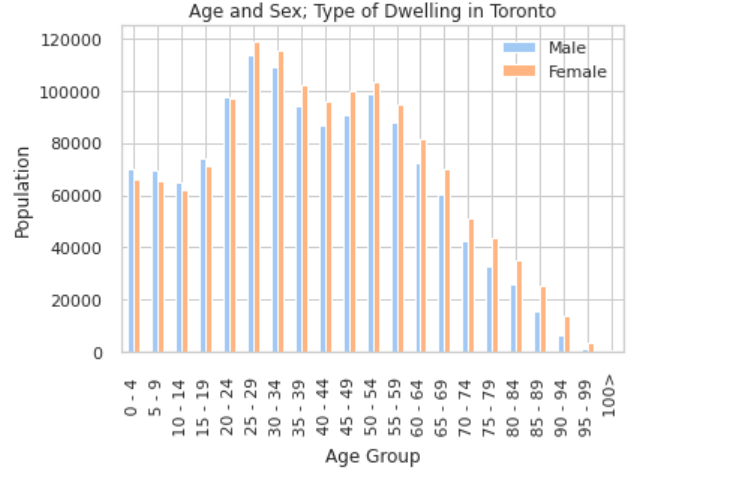 Age and Sex; Type of Dwelling in Toronto
Male
Female
120000
100000
80000
60000
40000
20000
0
Population
0 - 4
5 - 9
10 - 14
15 - 19
20 - 24
25 - 29
30 - 34
35 - 39
40 - 44
45 - 49
50 - 54
55 - 59
60 - 64
65 - 69
70 - 74
75 - 79
80 - 84
85 - 89
90 - 94
95 - 99
100>
Age Group